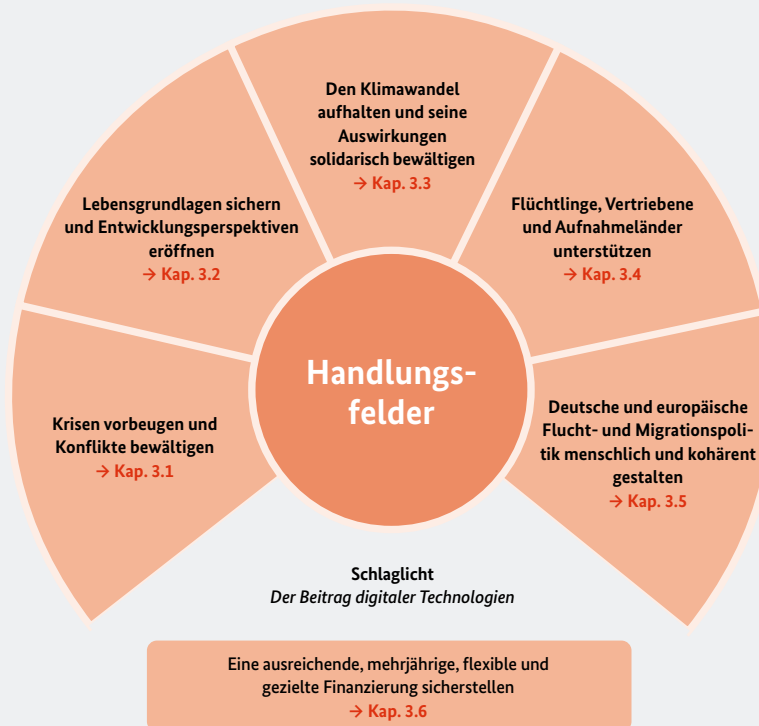 Krisen vorbeugen und
Konflikte bewältigen
→ Kap. 3.1
Lebensgrundlagen sichern
und Entwicklungsperspektiven
eröffnen
→ Kap. 3.2
Den Klimawandel
aufhalten und seine
Auswirkungen
solidarisch bewältigen
→ Kap. 3.3
Flüchtlinge, Vertriebene
und Aufnahmeländer
unterstützen
→ Kap. 3.4
Deutsche und europäische
Flucht- und Migrationspoli-
tik menschlich und kohärent
gestalten
→ Kap. 3.5
Handlungs-
felder
Schlaglicht
Der Beitrag digitaler Technologien
Eine ausreichende, mehrjährige, flexible und
gezielte Finanzierung sicherstellen
→ Kap. 3.6